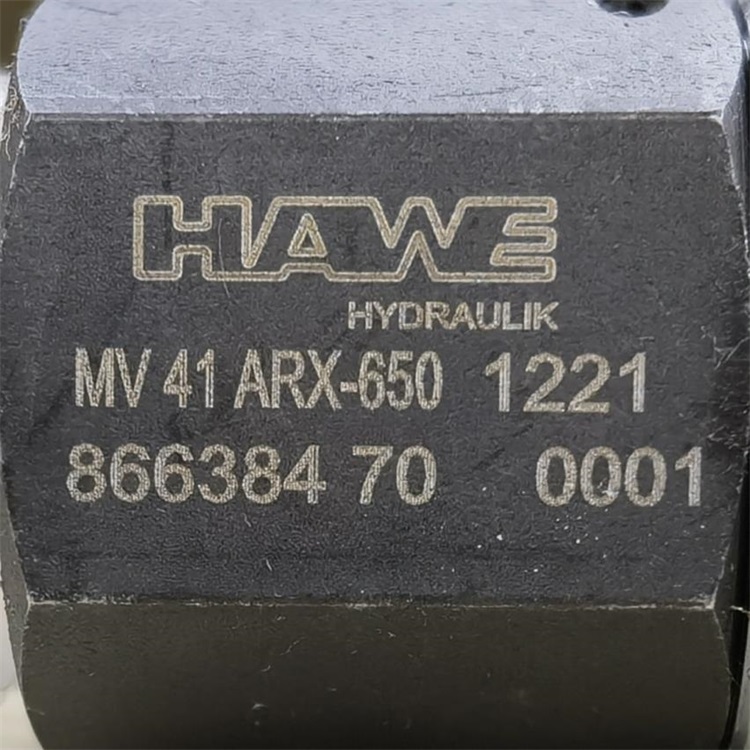 HAWE
HYDRAULIK
MV 41 ARX-650 1221
866384 70 0001